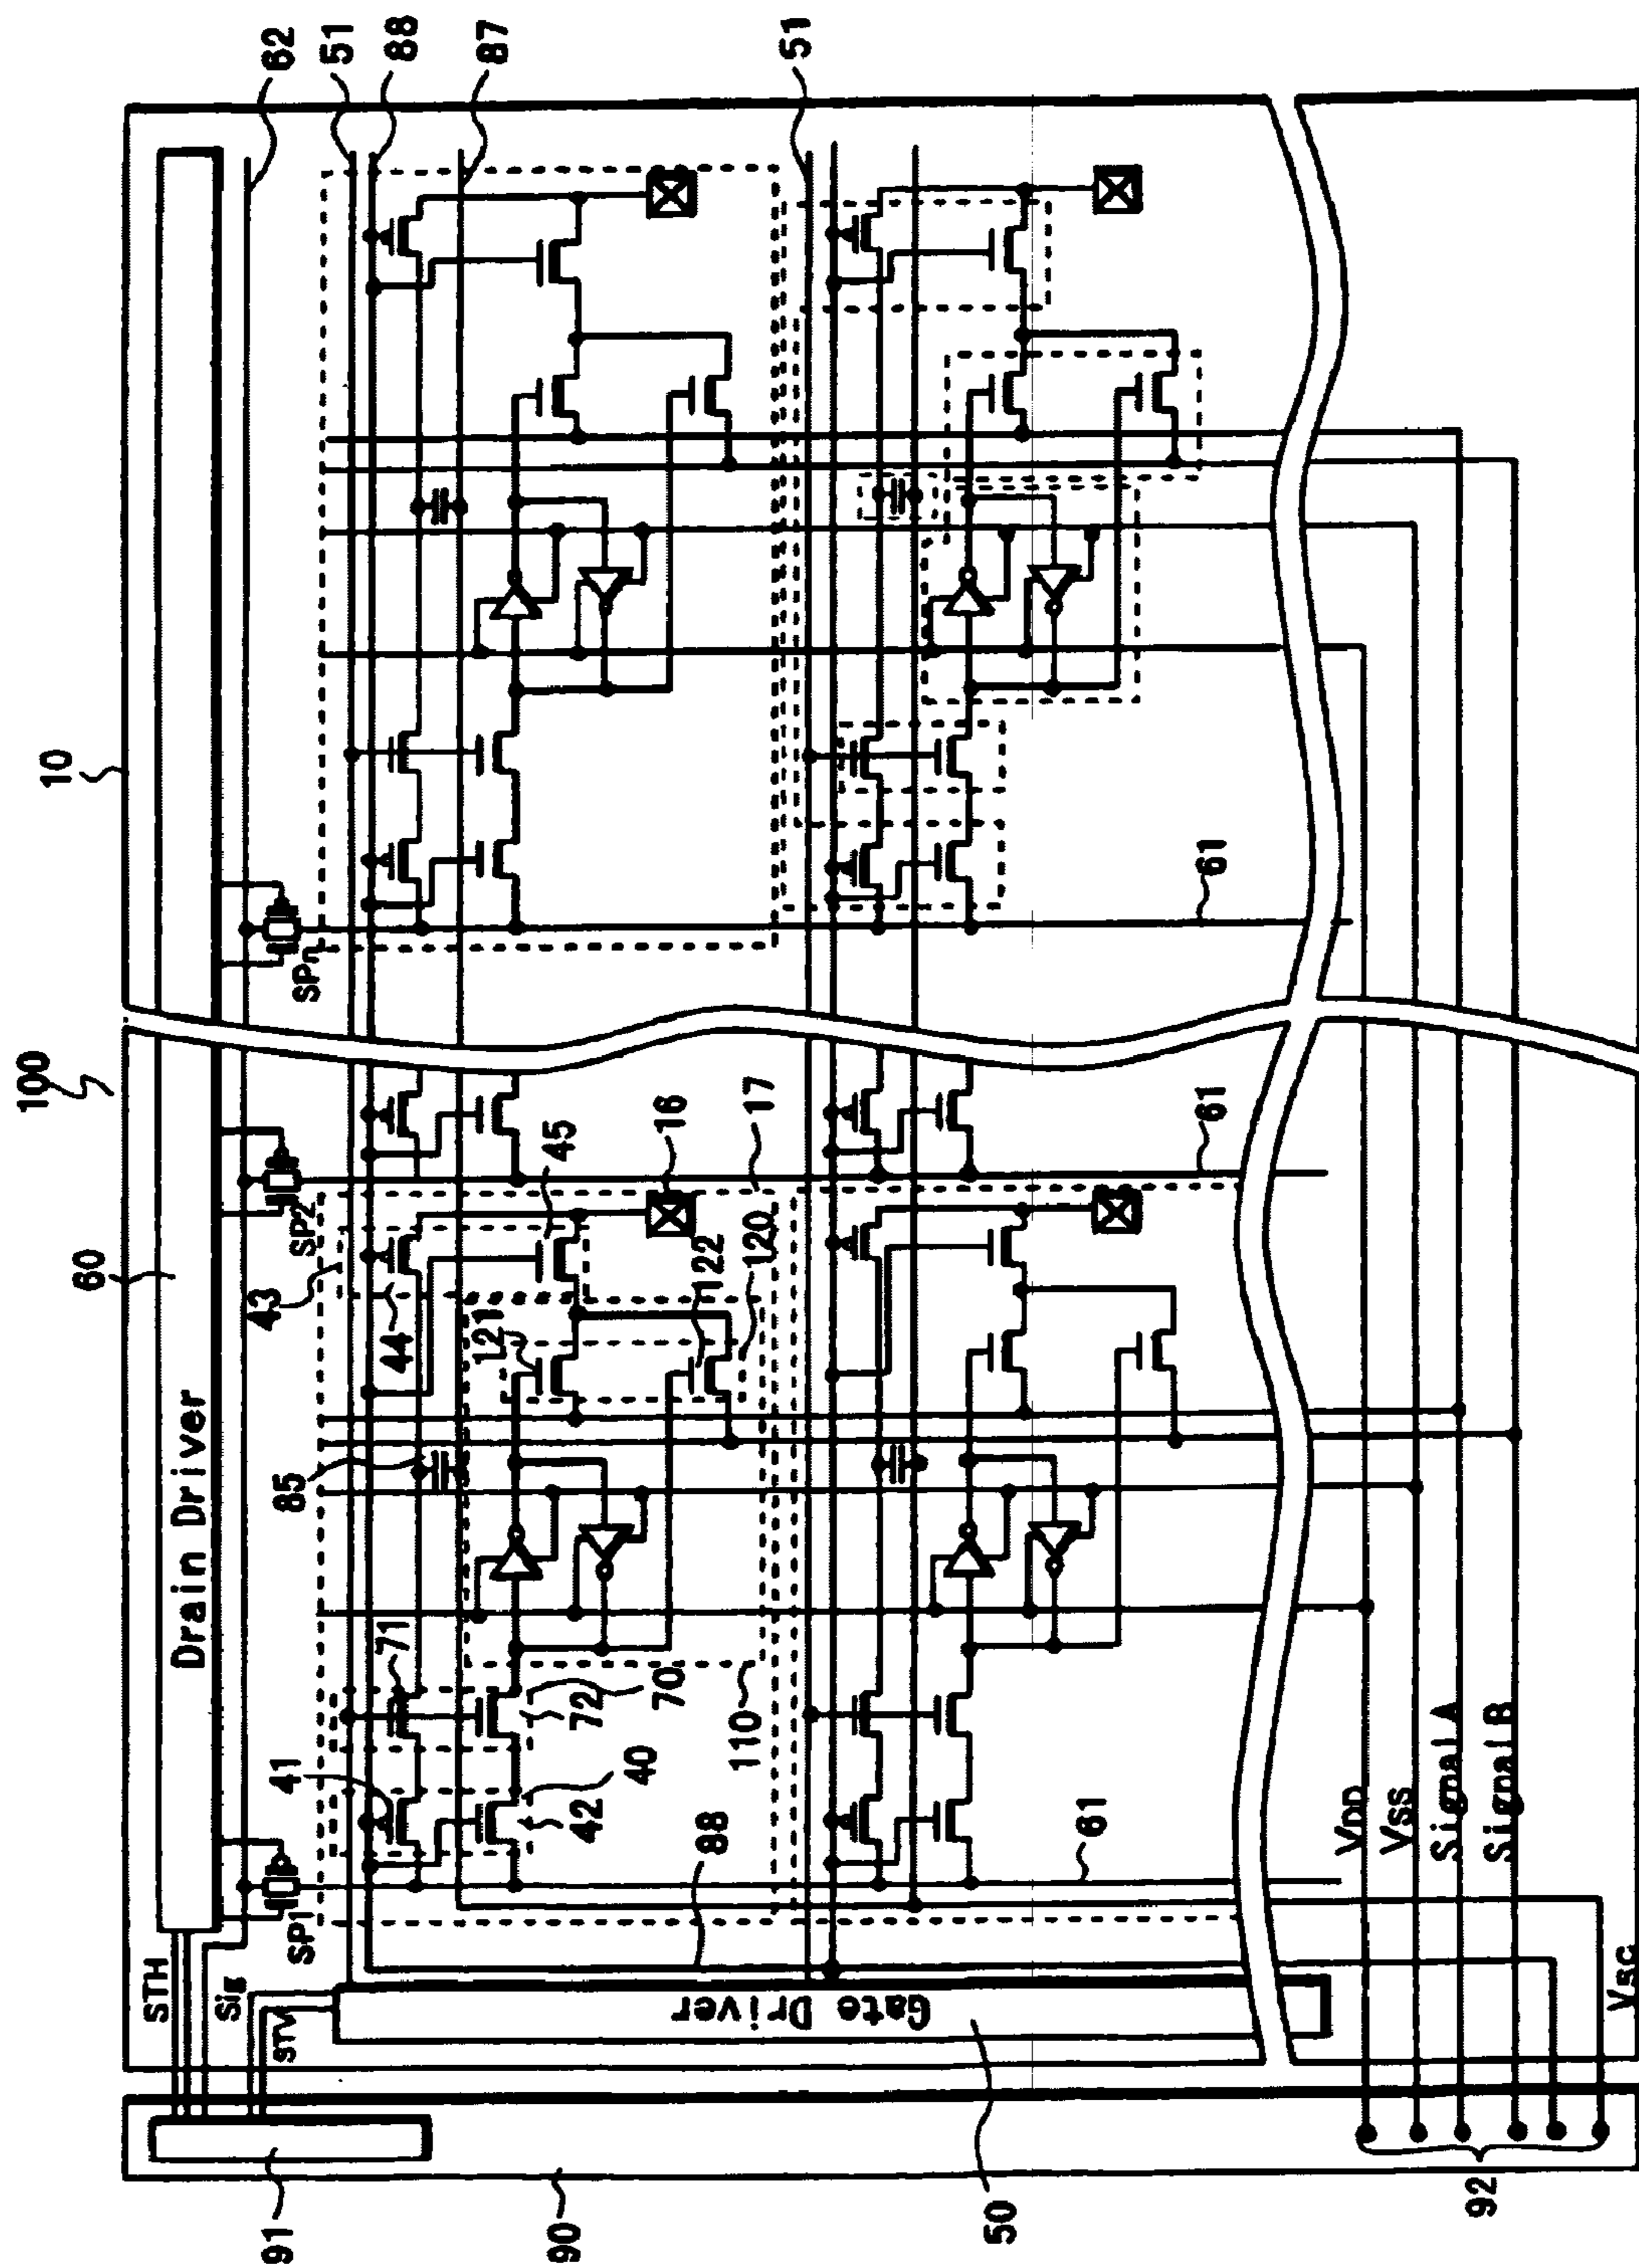 100
10
62
51
88
87
51
60
Drain Driver
SPn
SP2
SP1
43
44
45
16
17
121
122
120
85
71
70
72
110
41
40
42
61
61
61
88
STH
Sig
STV
Gate Driver
VDD
VSS
Signal A
Signal B
VSC
91
90
50
92